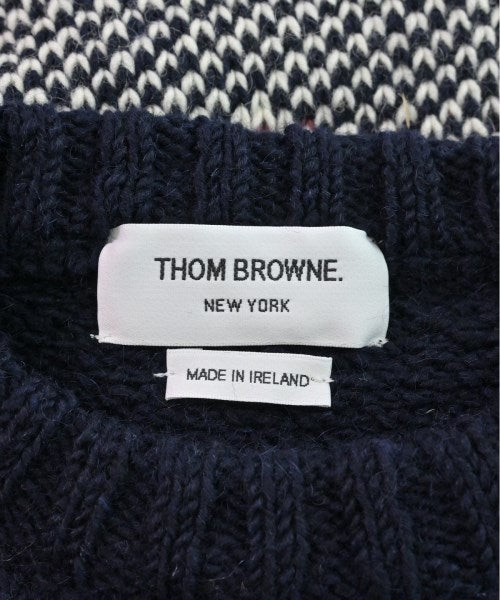 THOM BROWNE.
NEW YORK
MADE IN IRELAND